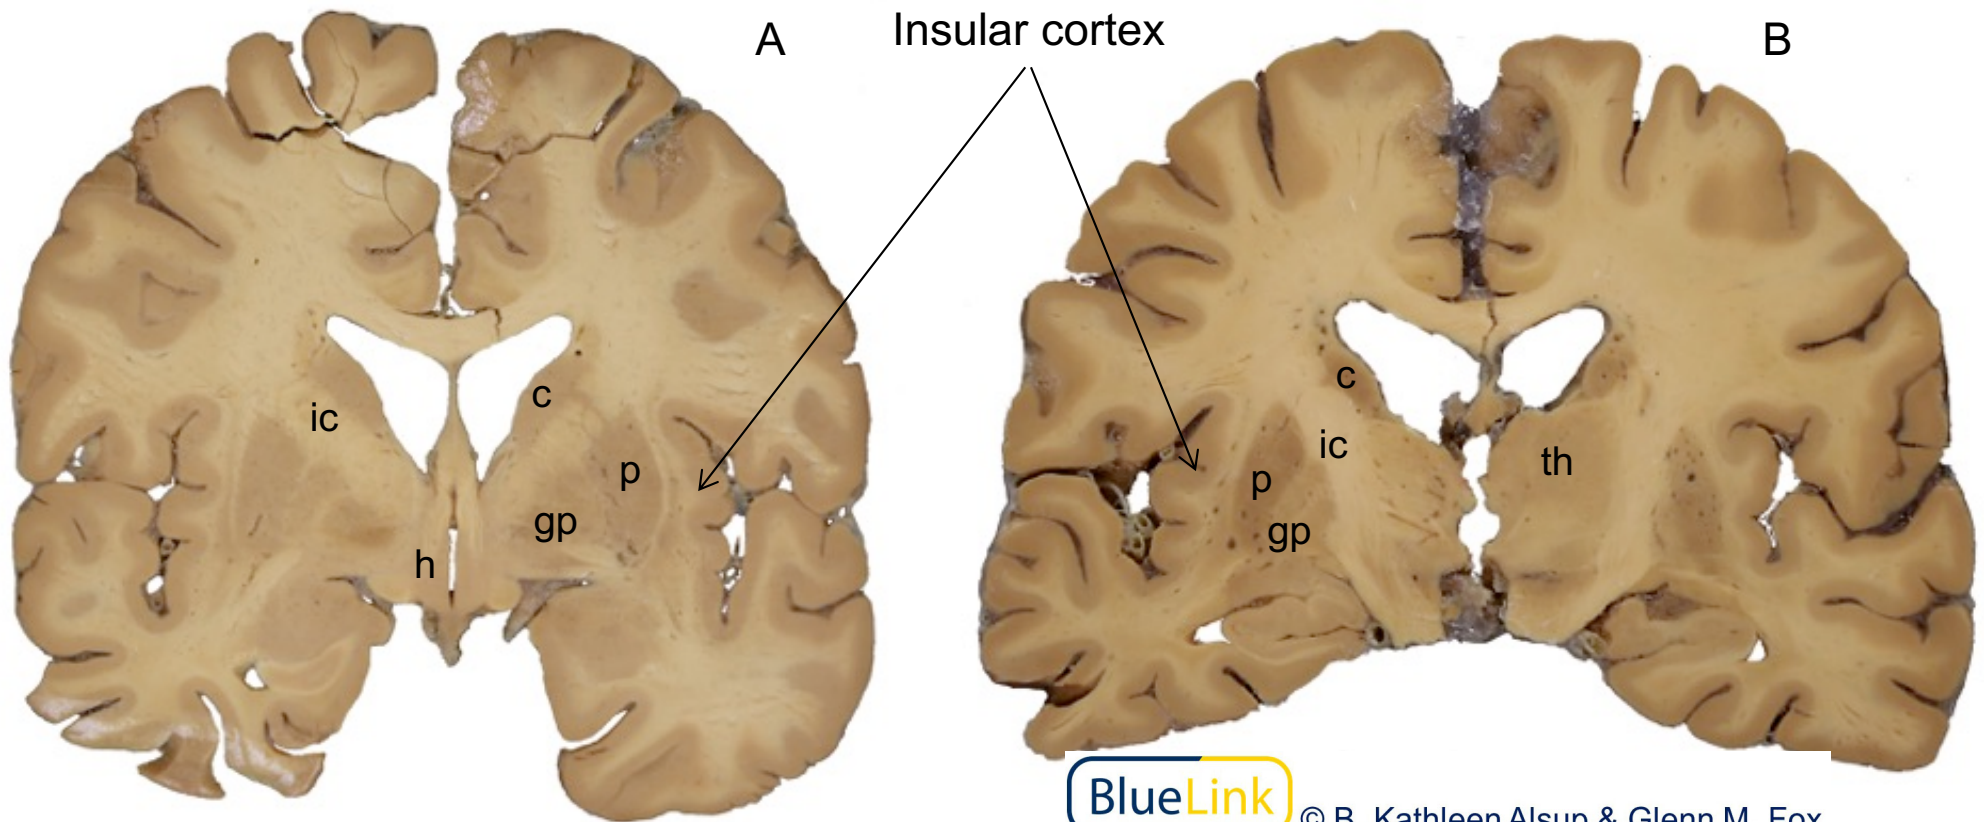 A
Insular cortex
B
ic
c
p
gp
h
c
ic
p
gp
th
BlueLink
© B. Kathleen Alsup & Glenn M. Fox